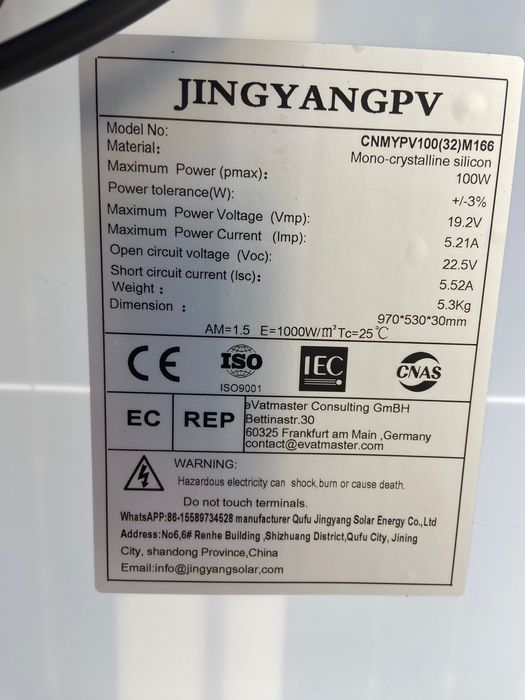 JINGYANGPV
Model No: CNMYPV100(32)M166
Material: Mono-crystalline silicon
Maximum Power (pmax): 100W
Power tolerance(W): +/-3%
Maximum Power Voltage (Vmp): 19.2V
Maximum Power Current (Imp): 5.21A
Open circuit voltage (Voc): 22.5V
Short circuit current (Isc): 5.52A
Weight : 5.3Kg
Dimension : 970*530*30mm
AM=1.5 E=1000W/m² Tc=25℃
CE ISO IEC CNAS
ISO9001
EC REP
eVatmaster Consulting GmBH
Bettinastr.30
60325 Frankfurt am Main ,Germany
contact@evatmaster.com
WARNING:
Hazardous electricity can shock,burn or cause death.
Do not touch terminals.
WhatsAPP:86-15589734528 manufacturer Qufu Jingyang Solar Energy Co.,Ltd
Address:No6,6# Renhe Building ,Shizhuang District,Qufu City, Jining
City, shandong Province,China
Email:info@jingyangsolar.com